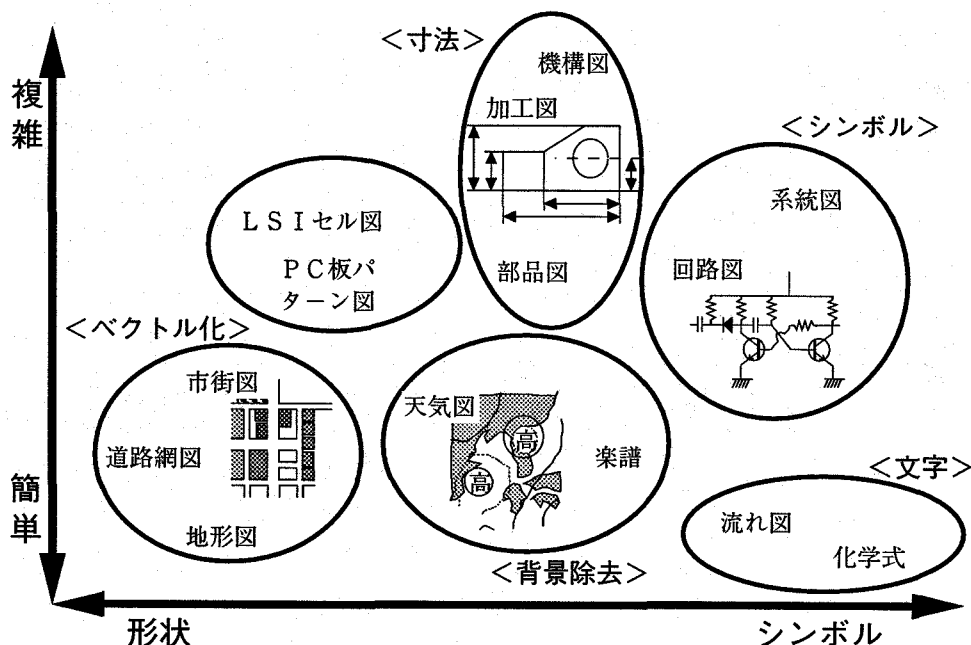 ＜寸法＞
機構図
複雑
加工図
＜シンボル＞
系統図
ＬＳＩセル図
ＰＣ板パ
ターン図
部品図
回路図
＜ベクトル化＞
市街図
天気図
高
高
道路網図
楽譜
地形図
＜文字＞
流れ図
化学式
簡単
＜背景除去＞
形状
シンボル